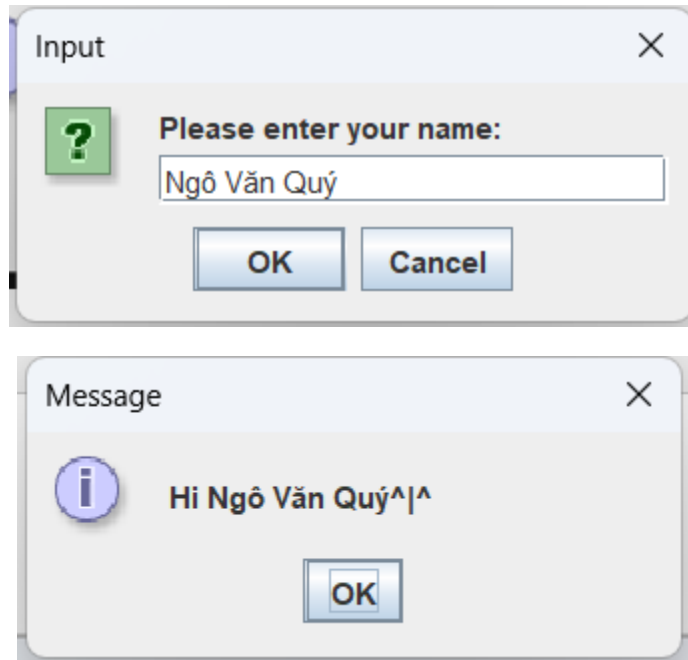 Input
Please enter your name:
Ngô Văn Quý
OK Cancel
Message
Hi Ngô Văn Quý^|^
OK